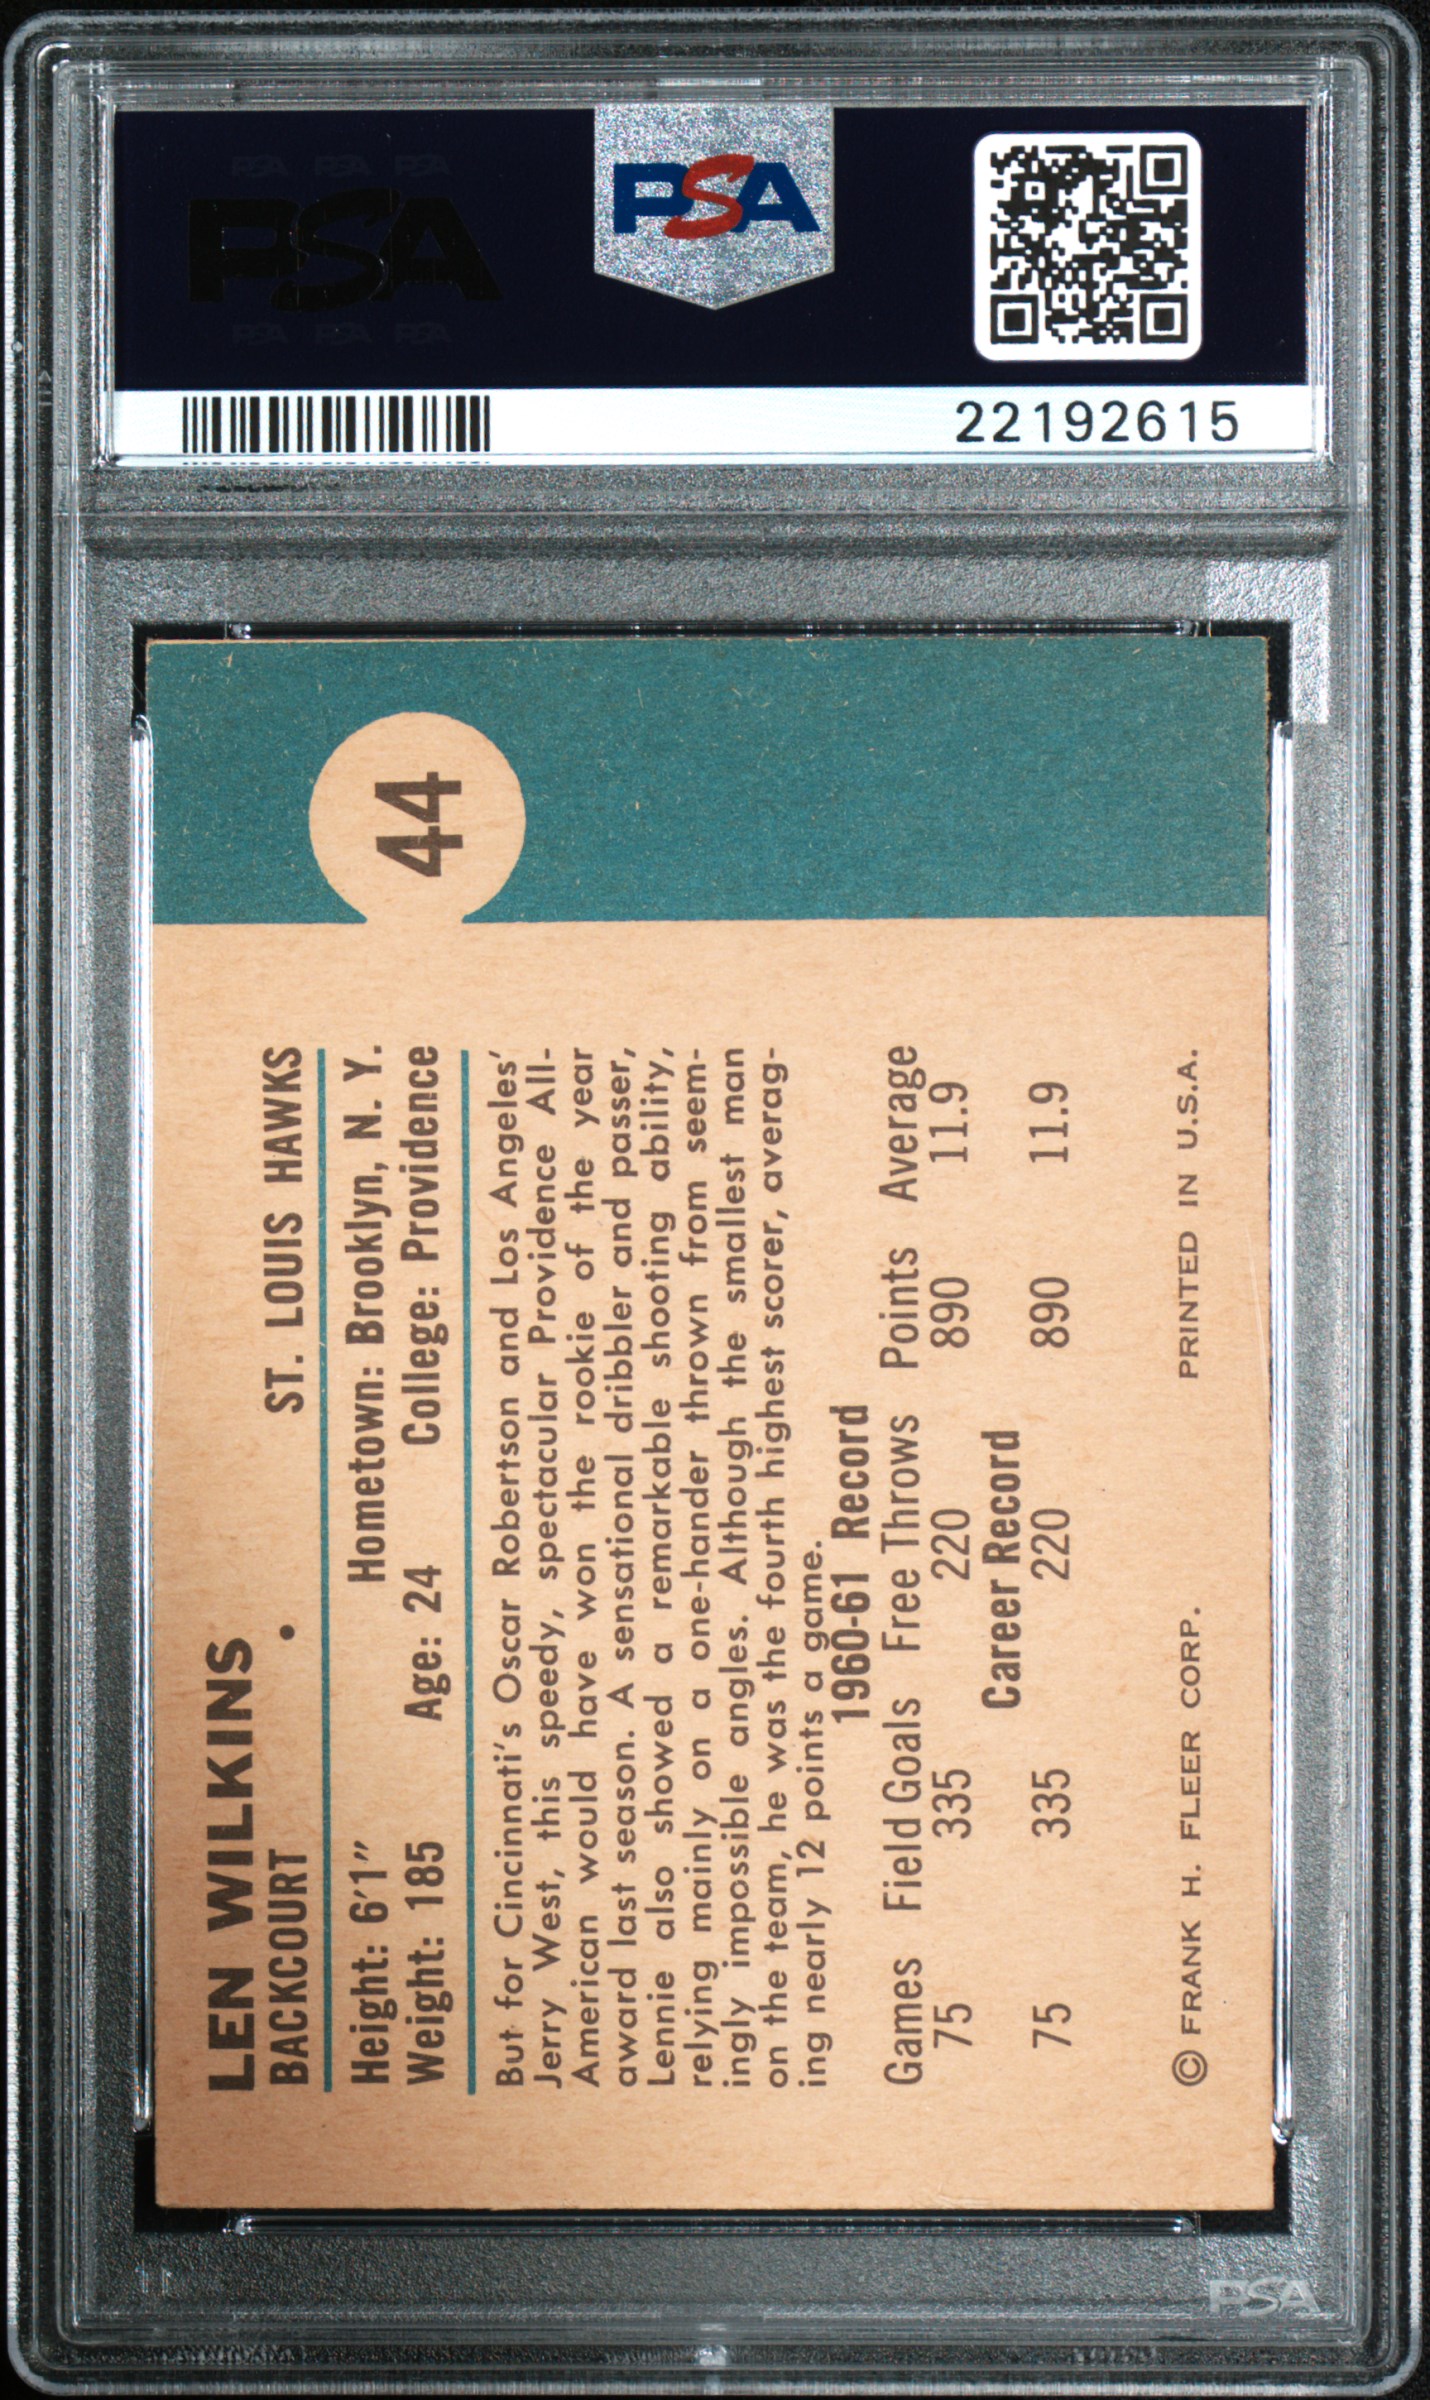 PSA PSA PSA
PSA
PSA PSA PSA
PSA
22192615
44
LEN WILKINS
BACKCOURT ST. LOUIS HAWKS
Height: 6'1" Hometown: Brooklyn, N. Y.
Weight: 185 Age: 24 College: Providence
But for Cincinnati's Oscar Robertson and Los Angeles'
Jerry West, this speedy, spectacular Providence All-
American would have won the rookie of the year
award last season. A sensational dribbler and passer,
Lennie also showed a remarkable shooting ability,
relying mainly on a one-hander thrown from seem-
ingly impossible angles. Although the smallest man
on the team, he was the fourth highest scorer, averag-
ing nearly 12 points a game.
1960-61 Record
Games Field Goals Free Throws Points Average
75 335 220 890 11.9
Career Record
75 335 220 890 11.9
© FRANK H. FLEER CORP. PRINTED IN U.S.A.
PSA